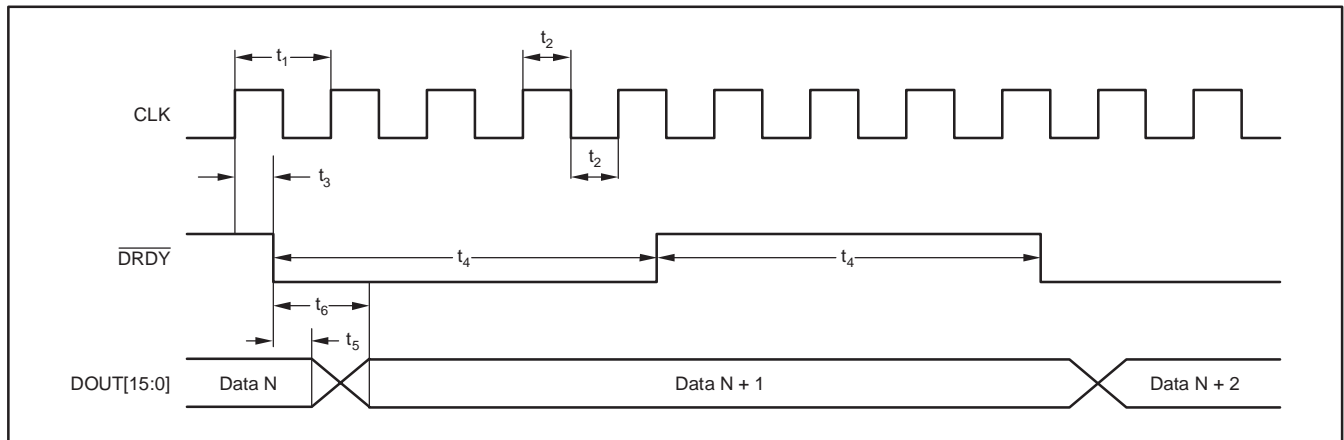 t₁
t₂
CLK
t₂
t₃
DRDY
t₄
t₄
t₆
t₅
DOUT[15:0]
Data N
Data N + 1
Data N + 2